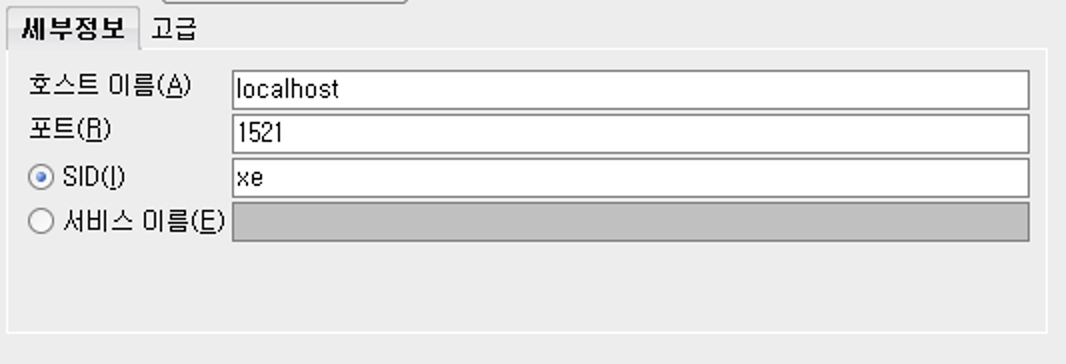 세부정보 고급
호스트 이름(A) localhost
포트(R) 1521
SID(I) xe
서비스 이름(E)